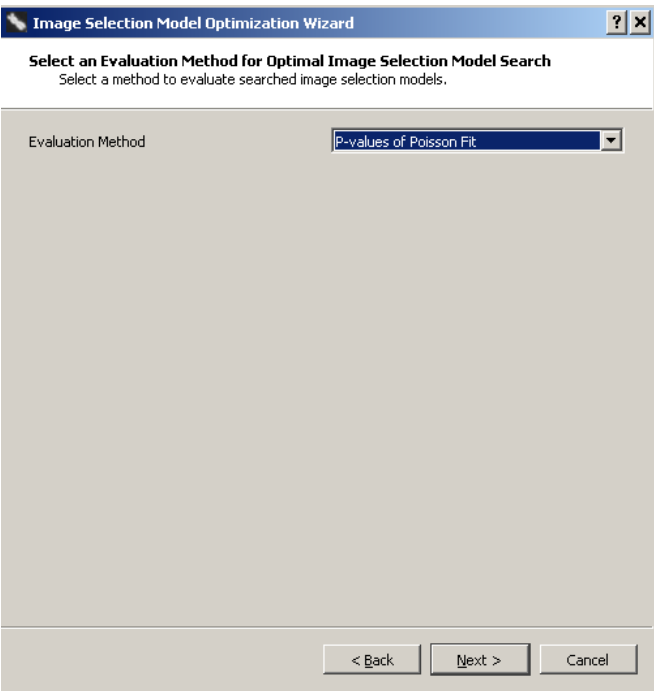 Image Selection Model Optimization Wizard
Select an Evaluation Method for Optimal Image Selection Model Search
Select a method to evaluate searched image selection models.
Evaluation Method P-values of Poisson Fit
< Back Next > Cancel